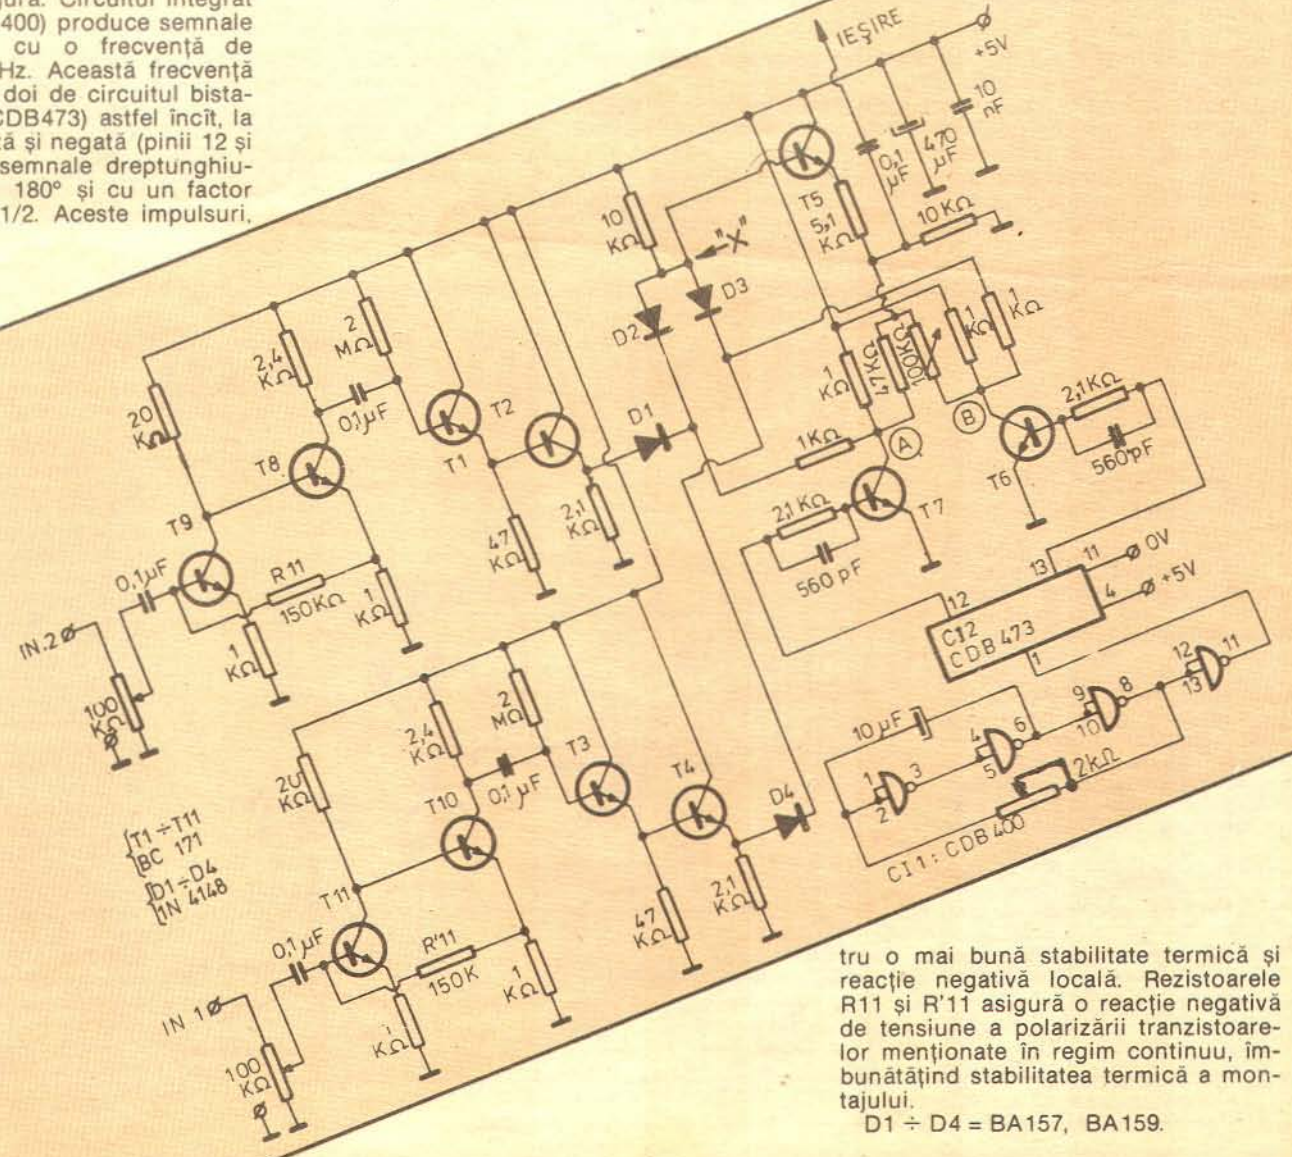 gura. Circuitul integrat
400) produce semnale
cu o frecvență de
Hz. Această frecvență
doi de circuitul bista-
CDB473) astfel încît, la
tă și negată (pinii 12 și
semnale dreptunghiu-
180° și cu un factor
1/2. Aceste impulsuri,
IEȘIRE
+5V
10
nF
470
µF
0,1
µF
T5
5,1
KΩ
10KΩ
10
KΩ
"X"
D3
D2
1
KΩ
47KΩ
100KΩ
1
KΩ
1
KΩ
2,4
KΩ
2
MΩ
0,1µF
20
KΩ
T8
T9
T1
T2
D1
1KΩ
A
B
2,1KΩ
560pF
T6
T7
2,1KΩ
560pF
47
KΩ
2,1
KΩ
0,1µF
R11
150KΩ
1
KΩ
1
KΩ
IN.2
100
KΩ
13
11
0V
4
+5V
12
CI2
CDB473
1
2,4
KΩ
2
MΩ
T3
0,1µF
T4
D4
10µF
1
2
3
4
5
6
9
10
8
12
13
11
2kΩ
CI1: CDB400
20
KΩ
T10
T11
T1÷T11
BC 171
D1÷D4
1N 4148
0,1µF
R'11
150K
1
KΩ
1
KΩ
47
KΩ
2,1
KΩ
IN 1
100
KΩ
tru o mai bună stabilitate termică și
reacție negativă locală. Rezistoarele
R11 și R'11 asigură o reacție negativă
de tensiune a polarizării tranzistoare-
lor menționate în regim continuu, îm-
bunătățind stabilitatea termică a mon-
tajului.
D1 ÷ D4 = BA157, BA159.